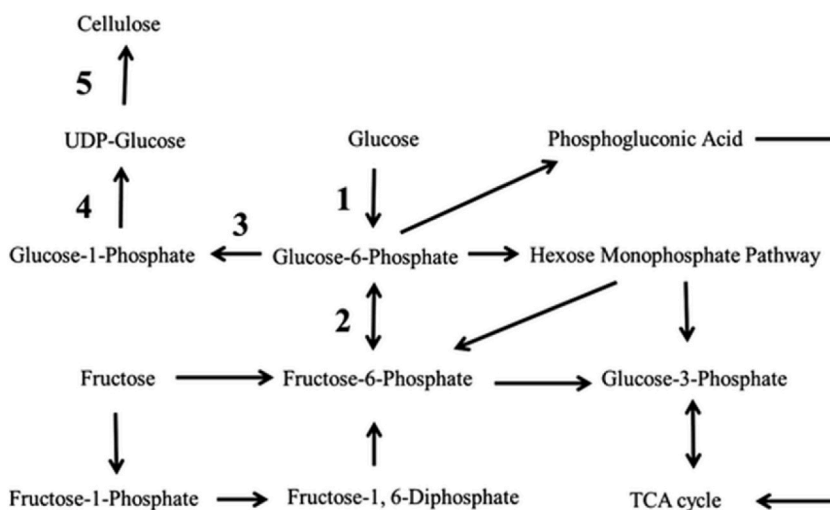 Cellulose
5
UDP-Glucose
Glucose
Phosphogluconic Acid
4
3
1
Glucose-1-Phosphate
Glucose-6-Phosphate
Hexose Monophosphate Pathway
2
Fructose
Fructose-6-Phosphate
Glucose-3-Phosphate
Fructose-1-Phosphate
Fructose-1, 6-Diphosphate
TCA cycle